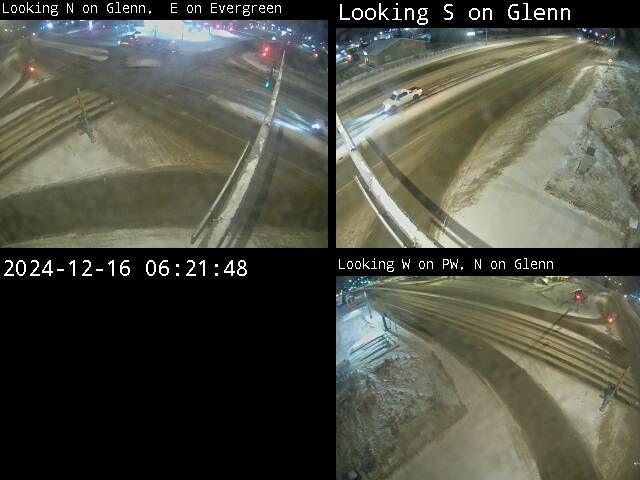 Looking N on Glenn,  E on Evergreen
Looking S on Glenn
2024-12-16 06:21:48
Looking W on PW, N on Glenn